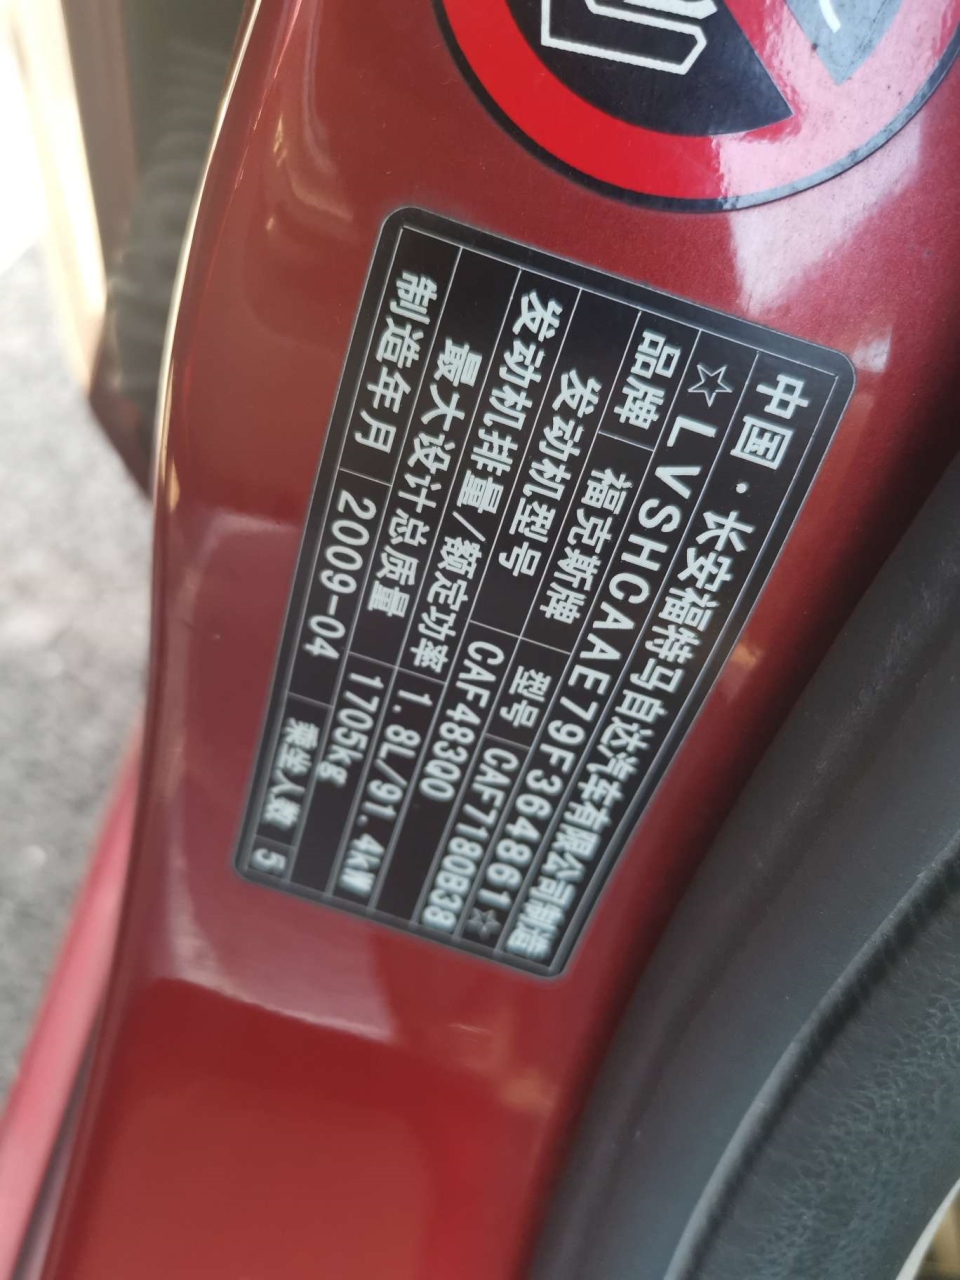 中国·长安福特马自达汽车有限公司制造
☆LVSHCAAE79F364861☆
品牌 福克斯牌 型号 CAF7180B38
发动机型号 CAF483Q0
发动机排量/额定功率 1.8L/91.4kW
最大设计总质量 1705kg
制造年月 2009-04 乘坐人数 5